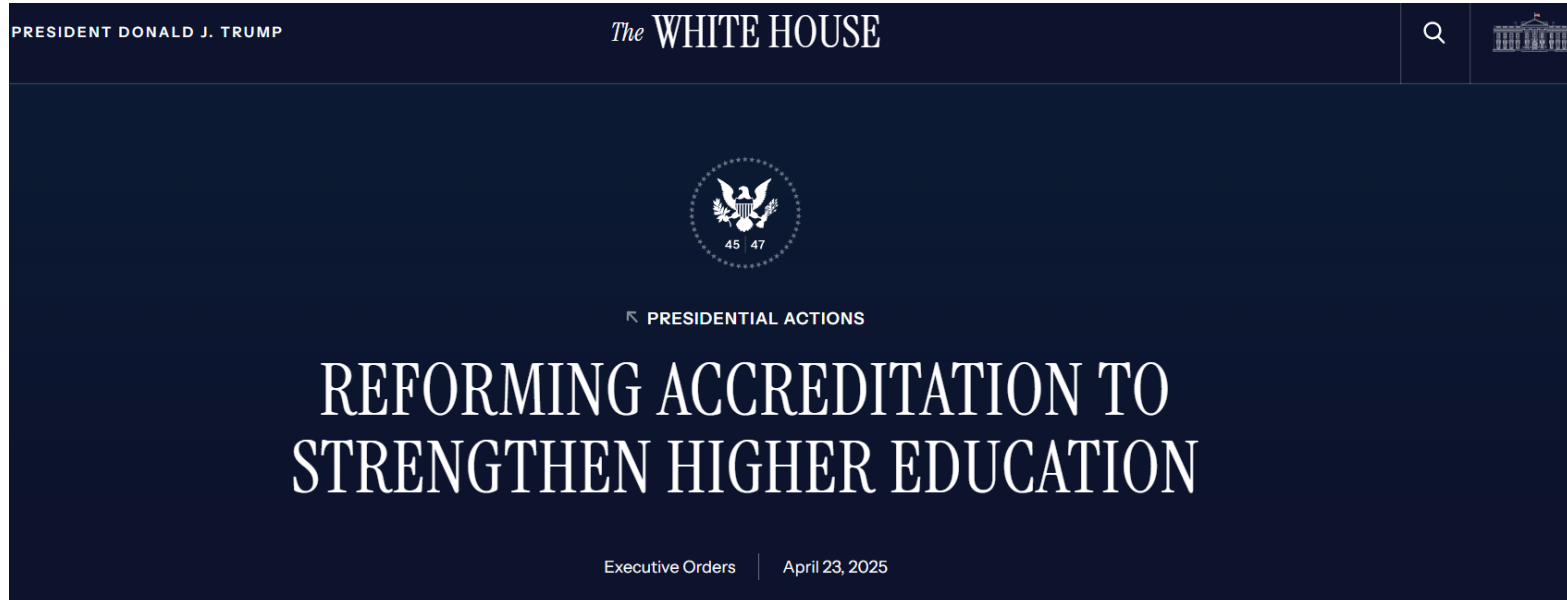 PRESIDENT DONALD J. TRUMP
The WHITE HOUSE
45 47
PRESIDENTIAL ACTIONS
REFORMING ACCREDITATION TO
STRENGTHEN HIGHER EDUCATION
Executive Orders
April 23, 2025